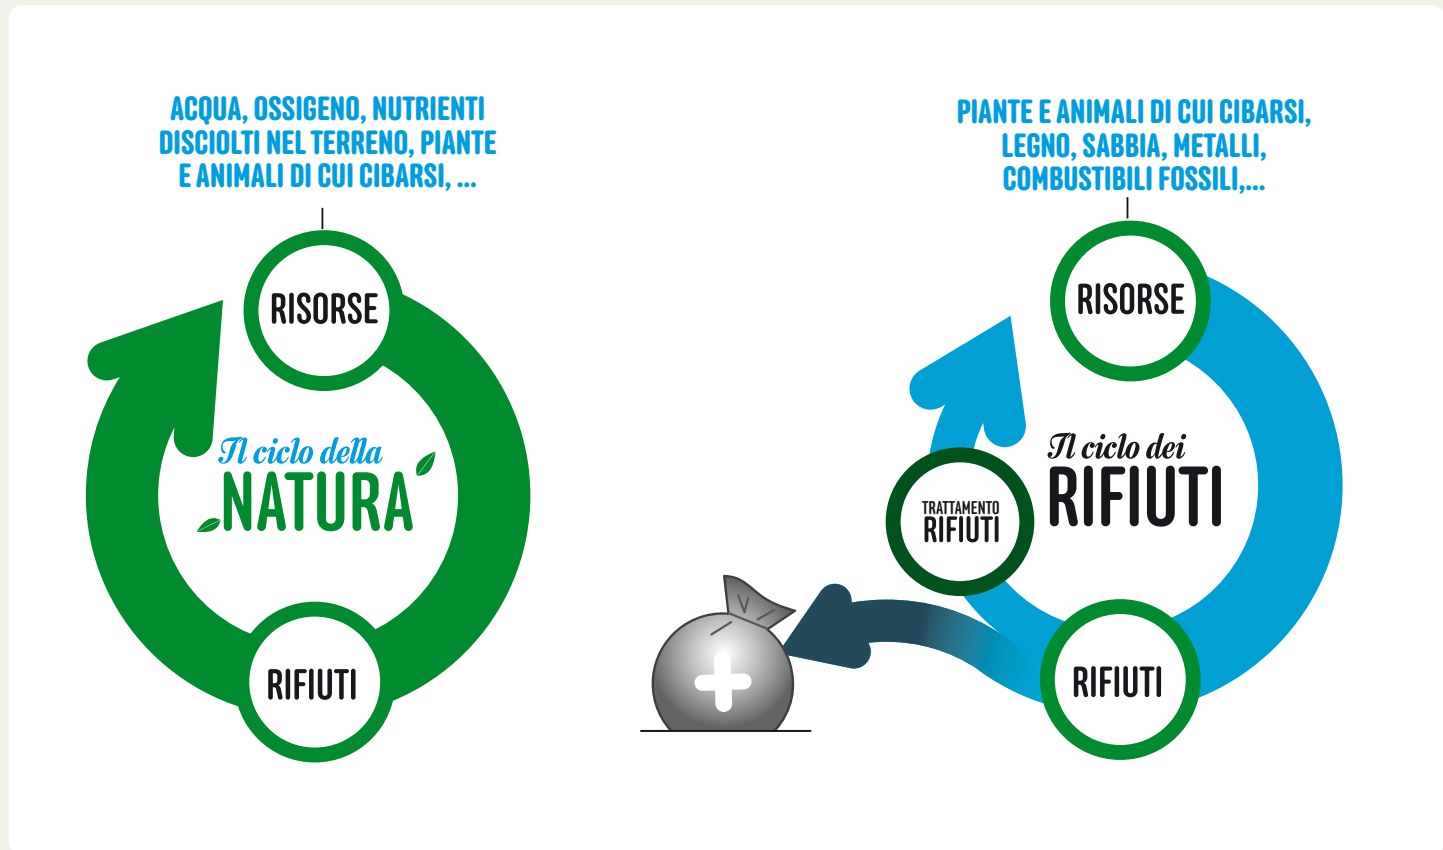 ACQUA, OSSIGENO, NUTRIENTI
DISCIOLTI NEL TERRENO, PIANTE
E ANIMALI DI CUI CIBARSI, ...
RISORSE
Il ciclo della
NATURA
RIFIUTI
PIANTE E ANIMALI DI CUI CIBARSI,
LEGNO, SABBIA, METALLI,
COMBUSTIBILI FOSSILI,...
RISORSE
Il ciclo dei
RIFIUTI
TRATTAMENTO
RIFIUTI
RIFIUTI